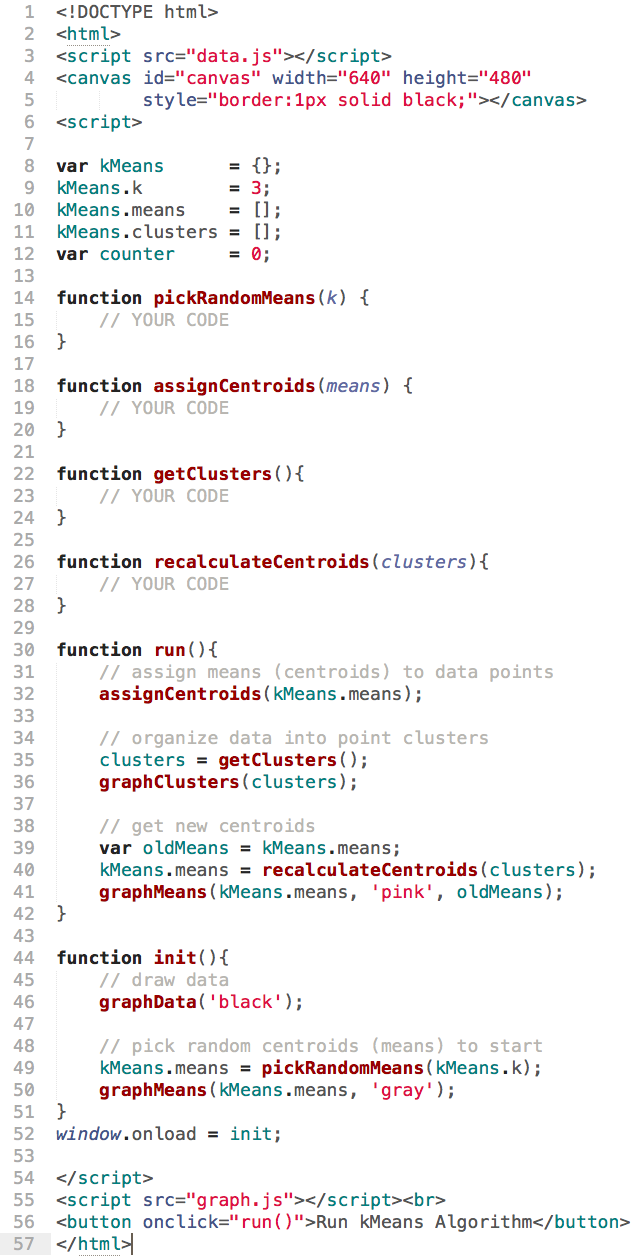 1 <!DOCTYPE html>
2 <html>
3 <script src="data.js"></script>
4 <canvas id="canvas" width="640" height="480"
5         style="border:1px solid black;"></canvas>
6 <script>
7
8 var kMeans      = {};
9 kMeans.k        = 3;
10 kMeans.means    = [];
11 kMeans.clusters = [];
12 var counter     = 0;
13
14 function pickRandomMeans(k) {
15     // YOUR CODE
16 }
17
18 function assignCentroids(means) {
19     // YOUR CODE
20 }
21
22 function getClusters(){
23     // YOUR CODE
24 }
25
26 function recalculateCentroids(clusters){
27     // YOUR CODE
28 }
29
30 function run(){
31     // assign means (centroids) to data points
32     assignCentroids(kMeans.means);
33
34     // organize data into point clusters
35     clusters = getClusters();
36     graphClusters(clusters);
37
38     // get new centroids
39     var oldMeans = kMeans.means;
40     kMeans.means = recalculateCentroids(clusters);
41     graphMeans(kMeans.means, 'pink', oldMeans);
42 }
43
44 function init(){
45     // draw data
46     graphData('black');
47
48     // pick random centroids (means) to start
49     kMeans.means = pickRandomMeans(kMeans.k);
50     graphMeans(kMeans.means, 'gray');
51 }
52 window.onload = init;
53
54 </script>
55 <script src="graph.js"></script><br>
56 <button onclick="run()">Run kMeans Algorithm</button>
57 </html>